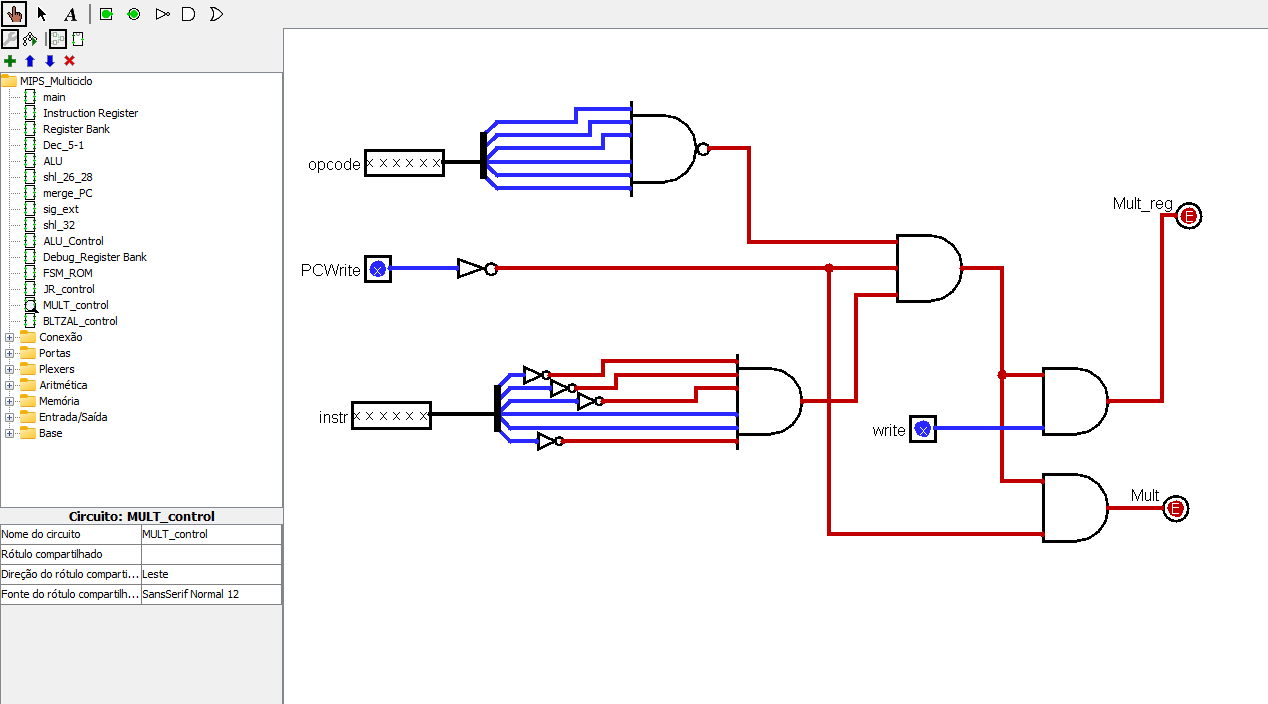 A
MIPS_Multiciclo
main
Instruction Register
Register Bank
Dec_5-1
ALU
shl_26_28
merge_PC
sig_ext
shl_32
ALU_Control
Debug_Register Bank
FSM_ROM
JR_control
MULT_control
BLTZAL_control
Conexão
Portas
Plexers
Aritmética
Memória
Entrada/Saída
Base
Circuito: MULT_control
Nome do circuito MULT_control
Rótulo compartilhado
Direção do rótulo comparti... Leste
Fonte do rótulo compartilh... SansSerif Normal 12
opcode x x x x x x
Mult_reg E
PCWrite x
instr x x x x x x
write x
Mult E